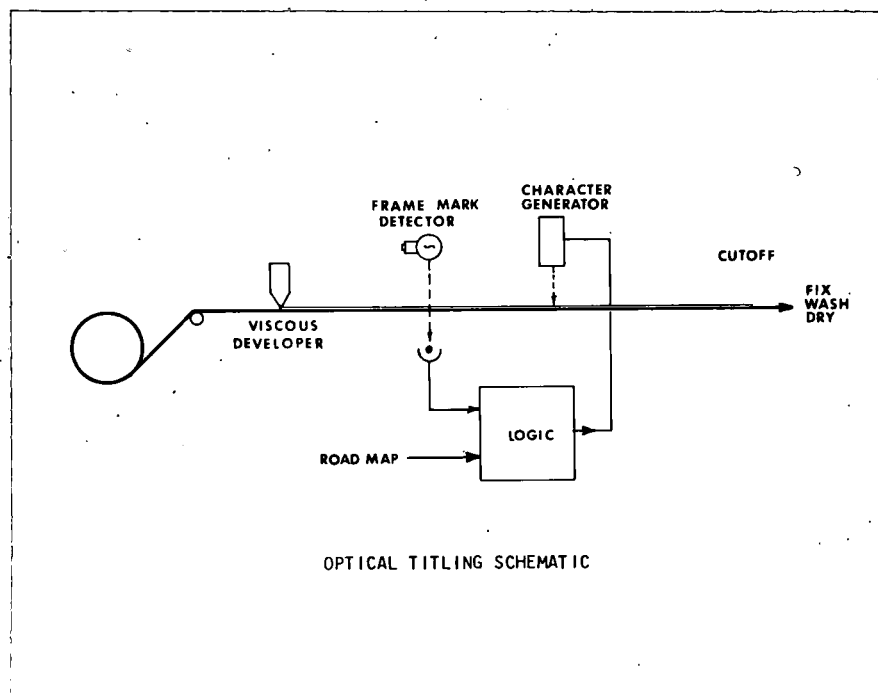 FRAME MARK
DETECTOR
CHARACTER
GENERATOR
CUTOFF
VISCOUS
DEVELOPER
FIX
WASH
DRY
LOGIC
ROAD MAP
OPTICAL TITLING SCHEMATIC